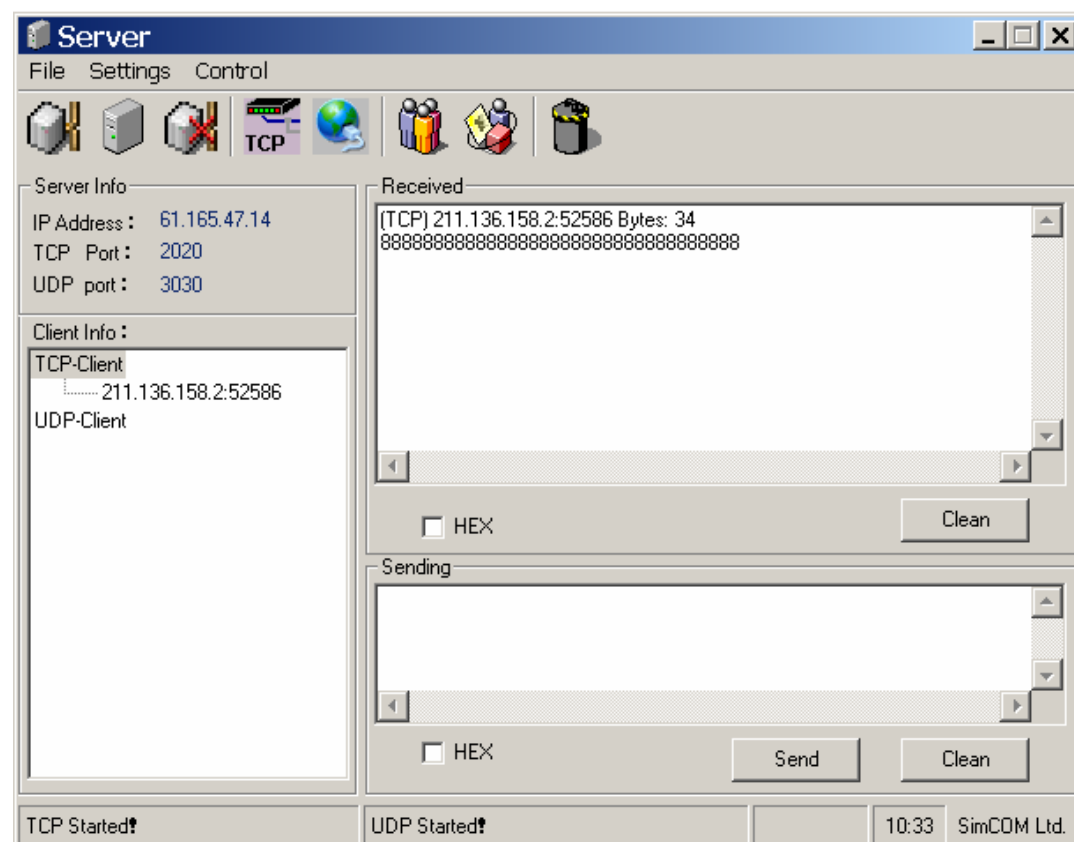 Server
File Settings Control
TCP
Server Info
IP Address: 61.165.47.14
TCP Port: 2020
UDP port: 3030
Client Info:
TCP-Client
211.136.158.2:52586
UDP-Client
Received
(TCP) 211.136.158.2:52586 Bytes: 34
8888888888888888888888888888888888
HEX
Clean
Sending
HEX
Send
Clean
TCP Started!
UDP Started!
10:33
SimCOM Ltd.